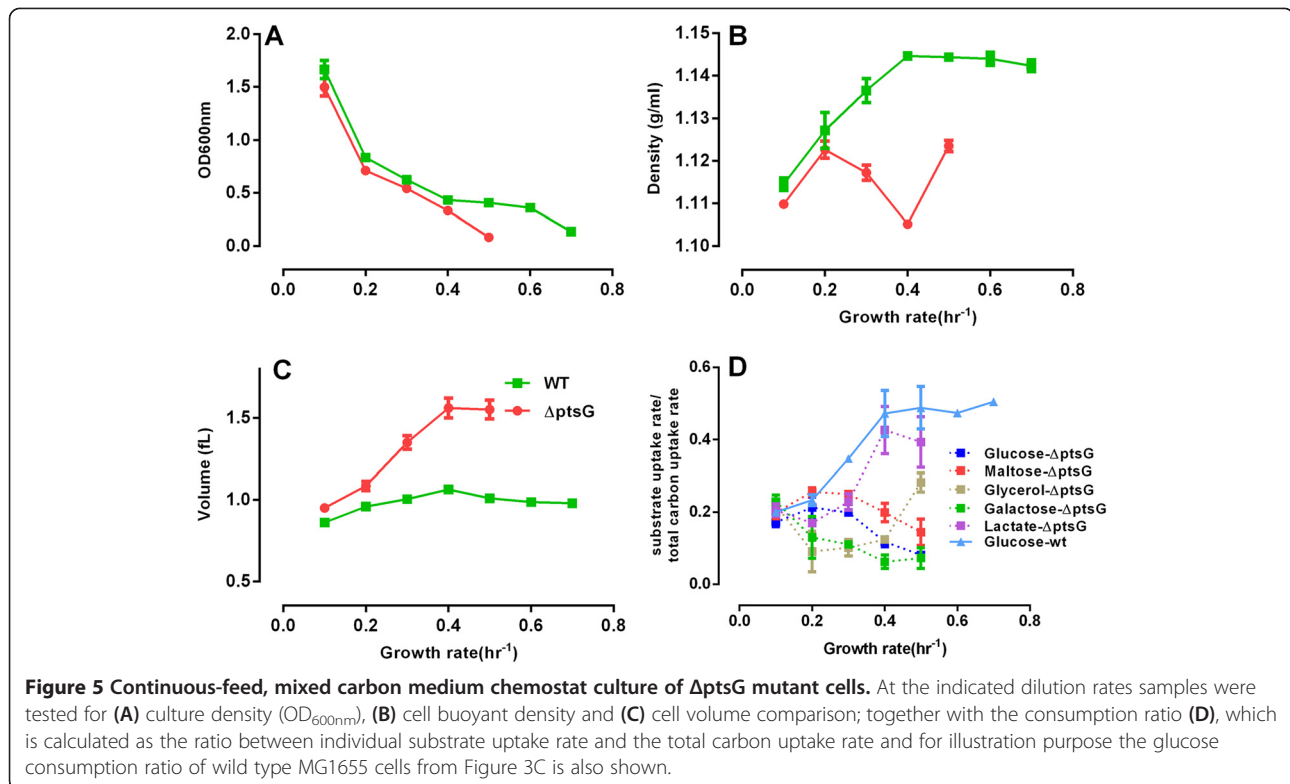 A
2.0
1.5
1.0
0.5
0.0
OD600nm
0.0 0.2 0.4 0.6 0.8
B
1.15
1.14
1.13
1.12
1.11
1.10
Density (g/ml)
0.0 0.2 0.4 0.6 0.8
Growth rate(hr-1)
C
WT
ΔptsG
1.5
1.0
0.5
Volume (fL)
0.0 0.2 0.4 0.6 0.8
Growth rate(hr-1)
D
0.6
0.4
0.2
0.0
substrate uptake rate/
total carbon uptake rate
Glucose-ΔptsG
Maltose-ΔptsG
Glycerol-ΔptsG
Galactose-ΔptsG
Lactate-ΔptsG
Glucose-wt
0.0 0.2 0.4 0.6 0.8
Growth rate(hr-1)
Figure 5 Continuous-feed, mixed carbon medium chemostat culture of ΔptsG mutant cells. At the indicated dilution rates samples were
tested for (A) culture density (OD600nm), (B) cell buoyant density and (C) cell volume comparison; together with the consumption ratio (D), which
is calculated as the ratio between individual substrate uptake rate and the total carbon uptake rate and for illustration purpose the glucose
consumption ratio of wild type MG1655 cells from Figure 3C is also shown.